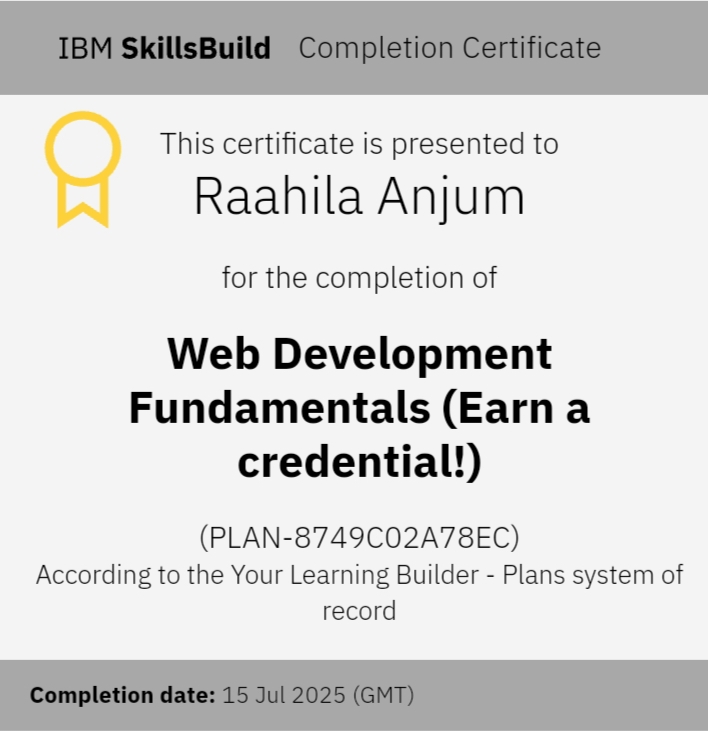 IBM SkillsBuild Completion Certificate
This certificate is presented to
Raahila Anjum
for the completion of
Web Development
Fundamentals (Earn a
credential!)
(PLAN-8749C02A78EC)
According to the Your Learning Builder - Plans system of
record
Completion date: 15 Jul 2025 (GMT)